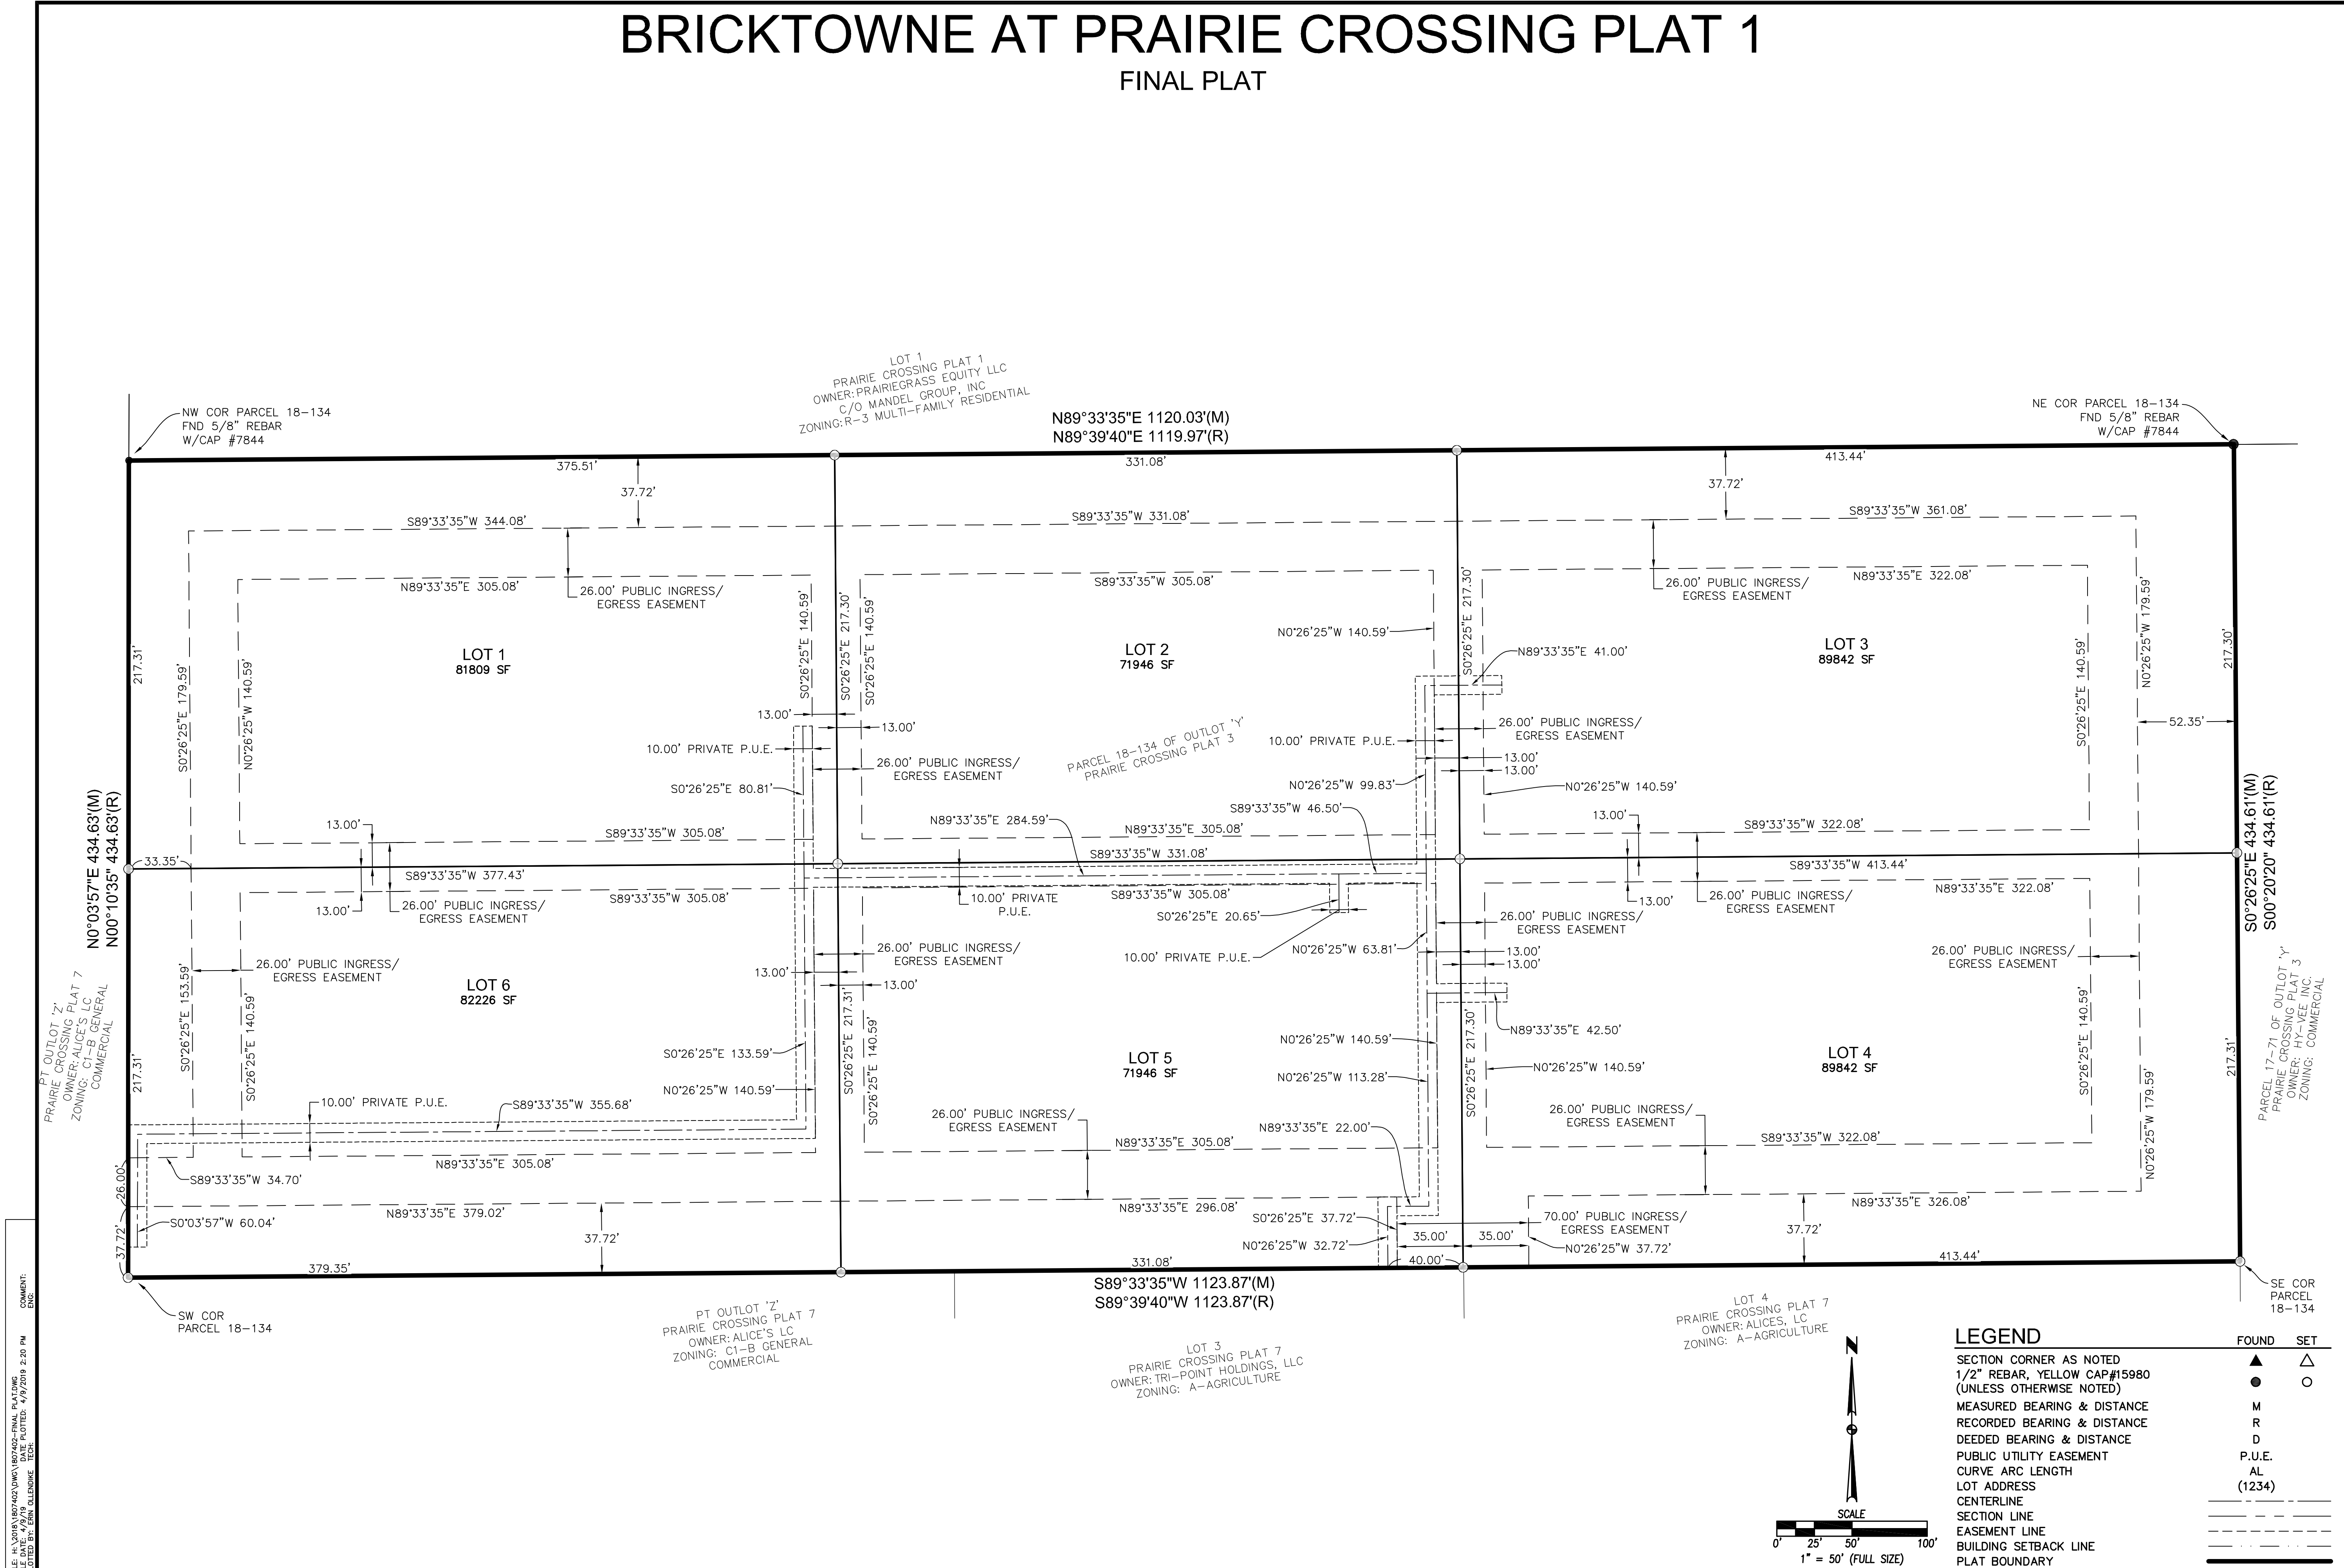 BRICKTOWNE AT PRAIRIE CROSSING PLAT 1
FINAL PLAT
LOT 1
PRAIRIE CROSSING PLAT 1
OWNER: PRAIRIEGRASS EQUITY LLC
C/O MANDEL GROUP, INC
ZONING: R-3 MULTI-FAMILY RESIDENTIAL
NW COR PARCEL 18-134
FND 5/8" REBAR
W/CAP #7844
N89°33'35"E 1120.03'(M)
N89°39'40"E 1119.97'(R)
NE COR PARCEL 18-134
FND 5/8" REBAR
W/CAP #7844
375.51'
331.08'
413.44'
37.72'
37.72'
S89°33'35"W 344.08'
S89°33'35"W 331.08'
S89°33'35"W 361.08'
N89°33'35"E 305.08'
26.00' PUBLIC INGRESS/
EGRESS EASEMENT
S89°33'35"W 305.08'
26.00' PUBLIC INGRESS/
EGRESS EASEMENT
N89°33'35"E 322.08'
217.31'
S0°26'25"E 179.59'
N0°26'25"W 140.59'
LOT 1
81809 SF
S0°26'25"E 140.59'
S0°26'25"E 217.30'
S0°26'25"E 140.59'
LOT 2
71946 SF
N0°26'25"W 140.59'
S0°26'25"E 217.30'
N89°33'35"E 41.00'
LOT 3
89842 SF
S0°26'25"E 140.59'
N0°26'25"W 179.59'
217.30'
52.35'
13.00'
13.00'
10.00' PRIVATE P.U.E.
26.00' PUBLIC INGRESS/
EGRESS EASEMENT
S0°26'25"E 80.81'
PARCEL 18-134 OF OUTLOT 'Y'
PRAIRIE CROSSING PLAT 3
10.00' PRIVATE P.U.E.
26.00' PUBLIC INGRESS/
EGRESS EASEMENT
13.00'
13.00'
N0°26'25"W 99.83'
N0°26'25"W 140.59'
S89°33'35"W 46.50'
N0°03'57"E 434.63'(M)
N00°10'35" 434.63'(R)
13.00'
S89°33'35"W 305.08'
N89°33'35"E 284.59'
N89°33'35"E 305.08'
13.00'
S89°33'35"W 322.08'
33.35'
S89°33'35"W 377.43'
S89°33'35"W 331.08'
S89°33'35"W 413.44'
S0°26'25"E 434.61'(M)
S00°20'20" 434.61'(R)
13.00'
26.00' PUBLIC INGRESS/
EGRESS EASEMENT
S89°33'35"W 305.08'
10.00' PRIVATE
P.U.E.
S89°33'35"W 305.08'
S0°26'25"E 20.65'
26.00' PUBLIC INGRESS/
EGRESS EASEMENT
13.00'
26.00' PUBLIC INGRESS/
EGRESS EASEMENT
N89°33'35"E 322.08'
26.00' PUBLIC INGRESS/
EGRESS EASEMENT
26.00' PUBLIC INGRESS/
EGRESS EASEMENT
10.00' PRIVATE P.U.E.
N0°26'25"W 63.81'
13.00'
13.00'
26.00' PUBLIC INGRESS/
EGRESS EASEMENT
13.00'
13.00'
PT OUTLOT 'Z'
PRAIRIE CROSSING PLAT 7
OWNER: ALICE'S LC
ZONING: C1-B GENERAL
COMMERCIAL
217.31'
S0°26'25"E 153.59'
S0°26'25"E 140.59'
LOT 6
82226 SF
S0°26'25"E 133.59'
N0°26'25"W 140.59'
S0°26'25"E 217.31'
S0°26'25"E 140.59'
LOT 5
71946 SF
N0°26'25"W 140.59'
N0°26'25"W 113.28'
S0°26'25"E 217.30'
N89°33'35"E 42.50'
N0°26'25"W 140.59'
LOT 4
89842 SF
S0°26'25"E 140.59'
N0°26'25"W 179.59'
217.31'
PARCEL 17-71 OF OUTLOT 'Y'
PRAIRIE CROSSING PLAT 3
OWNER: HY-VEE INC.
ZONING: COMMERCIAL
10.00' PRIVATE P.U.E.
S89°33'35"W 355.68'
26.00' PUBLIC INGRESS/
EGRESS EASEMENT
N89°33'35"E 22.00'
26.00' PUBLIC INGRESS/
EGRESS EASEMENT
N89°33'35"E 305.08'
N89°33'35"E 305.08'
S89°33'35"W 322.08'
26.00'
S89°33'35"W 34.70'
N89°33'35"E 379.02'
N89°33'35"E 296.08'
N89°33'35"E 326.08'
S0°03'57"W 60.04'
37.72'
37.72'
S0°26'25"E 37.72'
N0°26'25"W 32.72'
35.00'
35.00'
70.00' PUBLIC INGRESS/
EGRESS EASEMENT
N0°26'25"W 37.72'
37.72'
40.00'
379.35'
331.08'
413.44'
S89°33'35"W 1123.87'(M)
S89°39'40"W 1123.87'(R)
SW COR
PARCEL 18-134
SE COR
PARCEL
18-134
PT OUTLOT 'Z'
PRAIRIE CROSSING PLAT 7
OWNER: ALICE'S LC
ZONING: C1-B GENERAL
COMMERCIAL
LOT 3
PRAIRIE CROSSING PLAT 7
OWNER: TRI-POINT HOLDINGS, LLC
ZONING: A-AGRICULTURE
LOT 4
PRAIRIE CROSSING PLAT 7
OWNER: ALICES, LC
ZONING: A-AGRICULTURE
N
SCALE
0' 25' 50' 100'
1" = 50' (FULL SIZE)
LEGEND FOUND SET
SECTION CORNER AS NOTED
1/2" REBAR, YELLOW CAP#15980
(UNLESS OTHERWISE NOTED)
MEASURED BEARING & DISTANCE M
RECORDED BEARING & DISTANCE R
DEEDED BEARING & DISTANCE D
PUBLIC UTILITY EASEMENT P.U.E.
CURVE ARC LENGTH AL
LOT ADDRESS (1234)
CENTERLINE
SECTION LINE
EASEMENT LINE
BUILDING SETBACK LINE
PLAT BOUNDARY
H:\2018\1807402\DWG\1807402-FINAL PLAT.DWG COMMENT:
DATE: 4/9/19 DATE PLOTTED: 4/9/2019 2:20 PM ENG:
BY: ERIN OLLENDIKE TECH: